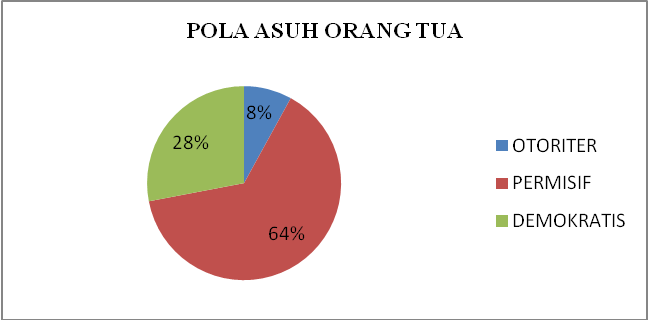 POLA ASUH ORANG TUA
8%
28%
64%
OTORITER
PERMISIF
DEMOKRATIS